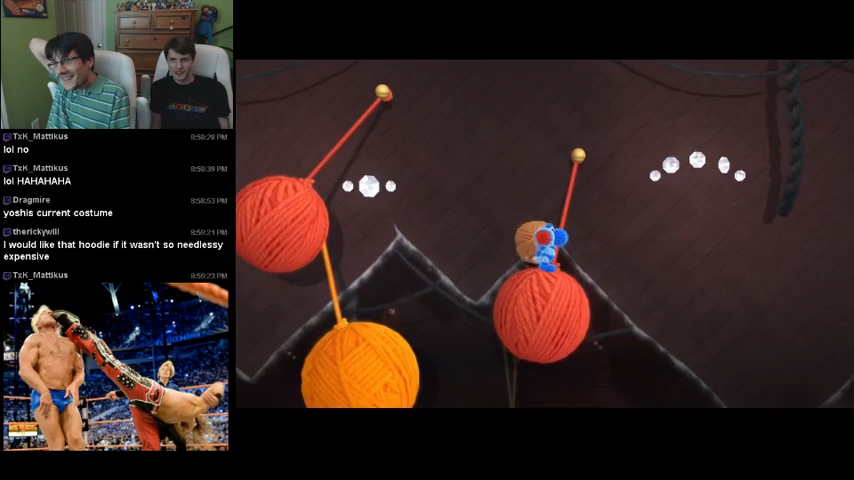 TxK_Mattikus 8:58:28 PM
lol no
TxK_Mattikus 8:58:39 PM
lol HAHAHAHA
Dragmire 8:58:53 PM
yoshis current costume
therickywill 8:59:21 PM
I would like that hoodie if it wasn't so needlessy
expensive
TxK_Mattikus 8:59:23 PM